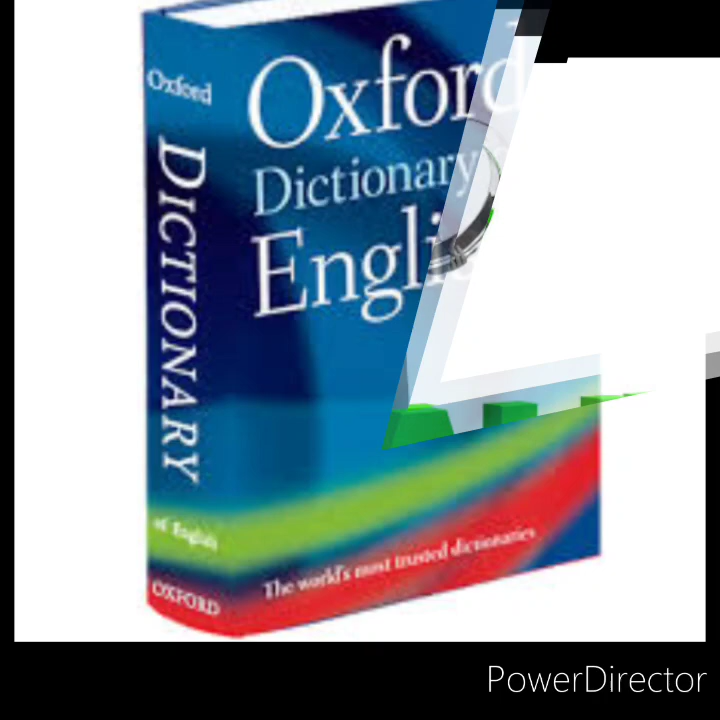 Oxford
DICTIONARY
of English
OXFORD
Oxford
Dictionary
Engli
The world's most trusted dictionaries
PowerDirector